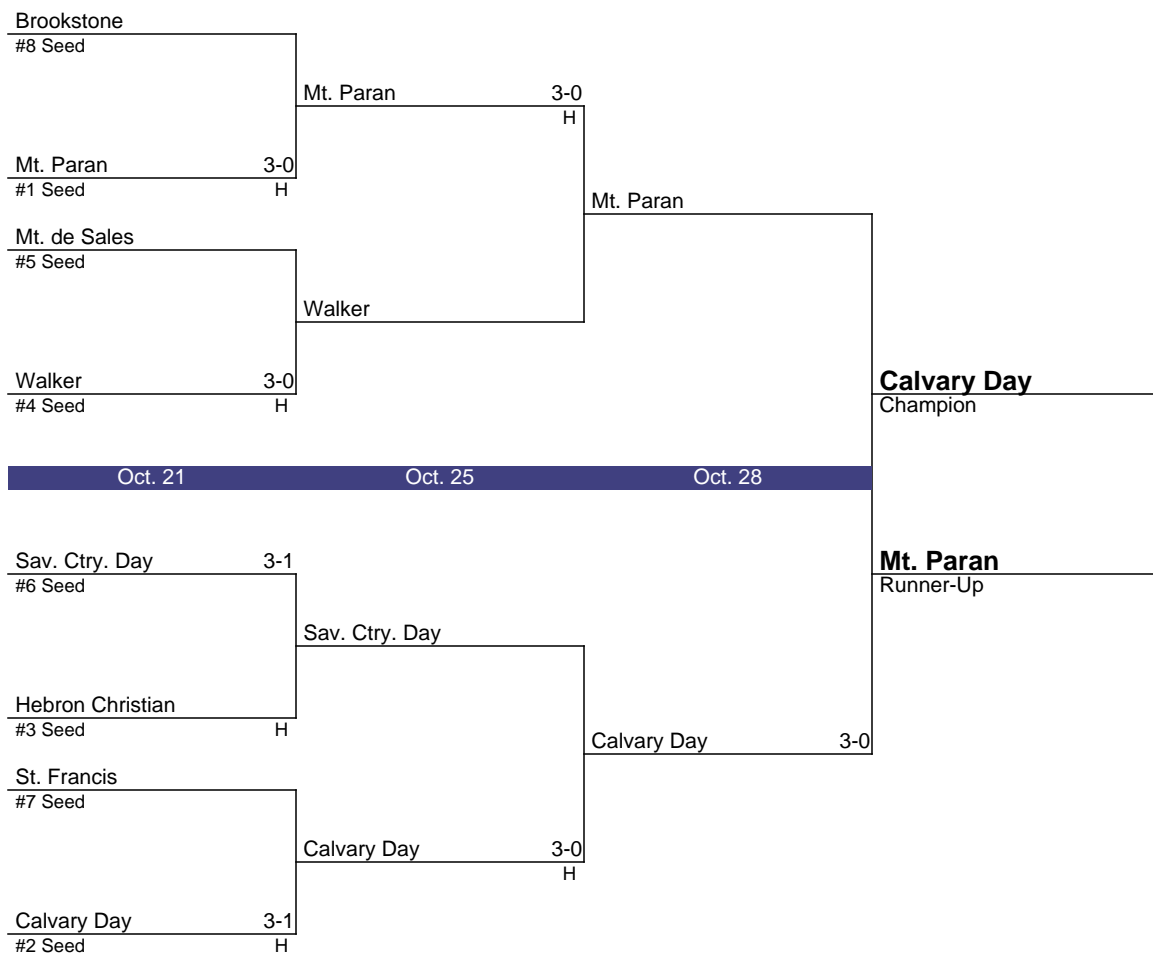 Brookstone
#8 Seed
Mt. Paran 3-0
H
Mt. Paran 3-0
#1 Seed H
Mt. Paran
Mt. de Sales
#5 Seed
Walker
Walker 3-0
#4 Seed H
Calvary Day
Champion
Oct. 21 Oct. 25 Oct. 28
Sav. Ctry. Day 3-1
#6 Seed
Mt. Paran
Runner-Up
Sav. Ctry. Day
Hebron Christian
#3 Seed H
Calvary Day 3-0
St. Francis
#7 Seed
Calvary Day 3-0
H
Calvary Day 3-1
#2 Seed H